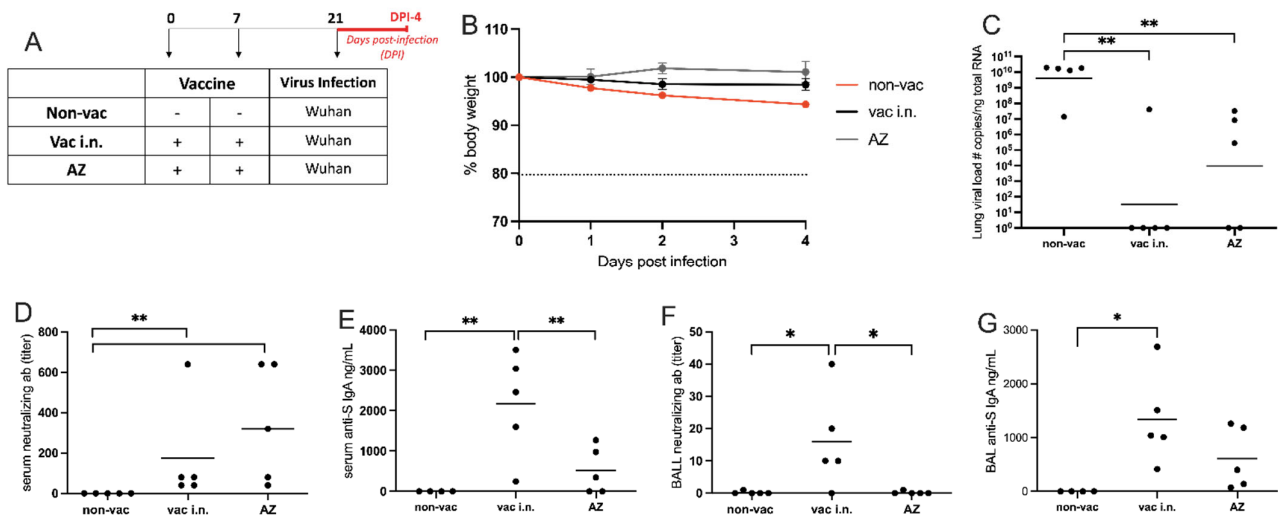 A
0 7 21 DPI-4
Days post-infection
(DPI)
Vaccine Virus Infection
Non-vac - - Wuhan
Vac i.n. + + Wuhan
AZ + + Wuhan
B
% body weight
110
100
90
80
70
0 1 2 3 4
Days post infection
non-vac
vac i.n.
AZ
C
Lung viral load # copies/ng total RNA
10¹¹
10¹⁰
10⁹
10⁸
10⁷
10⁶
10⁵
10⁴
10³
10²
10¹
10⁰
** **
non-vac vac i.n. AZ
D
serum neutralizing ab (titer)
800
600
400
200
0
**
non-vac vac i.n. AZ
E
serum anti-S IgA ng/mL
4000
3000
2000
1000
0
** **
non-vac vac i.n. AZ
F
BALL neutralizing ab (titer)
50
40
30
20
10
0
* *
non-vac vac i.n. AZ
G
BAL anti-S IgA ng/mL
3000
2000
1000
0
*
non-vac vac i.n. AZ